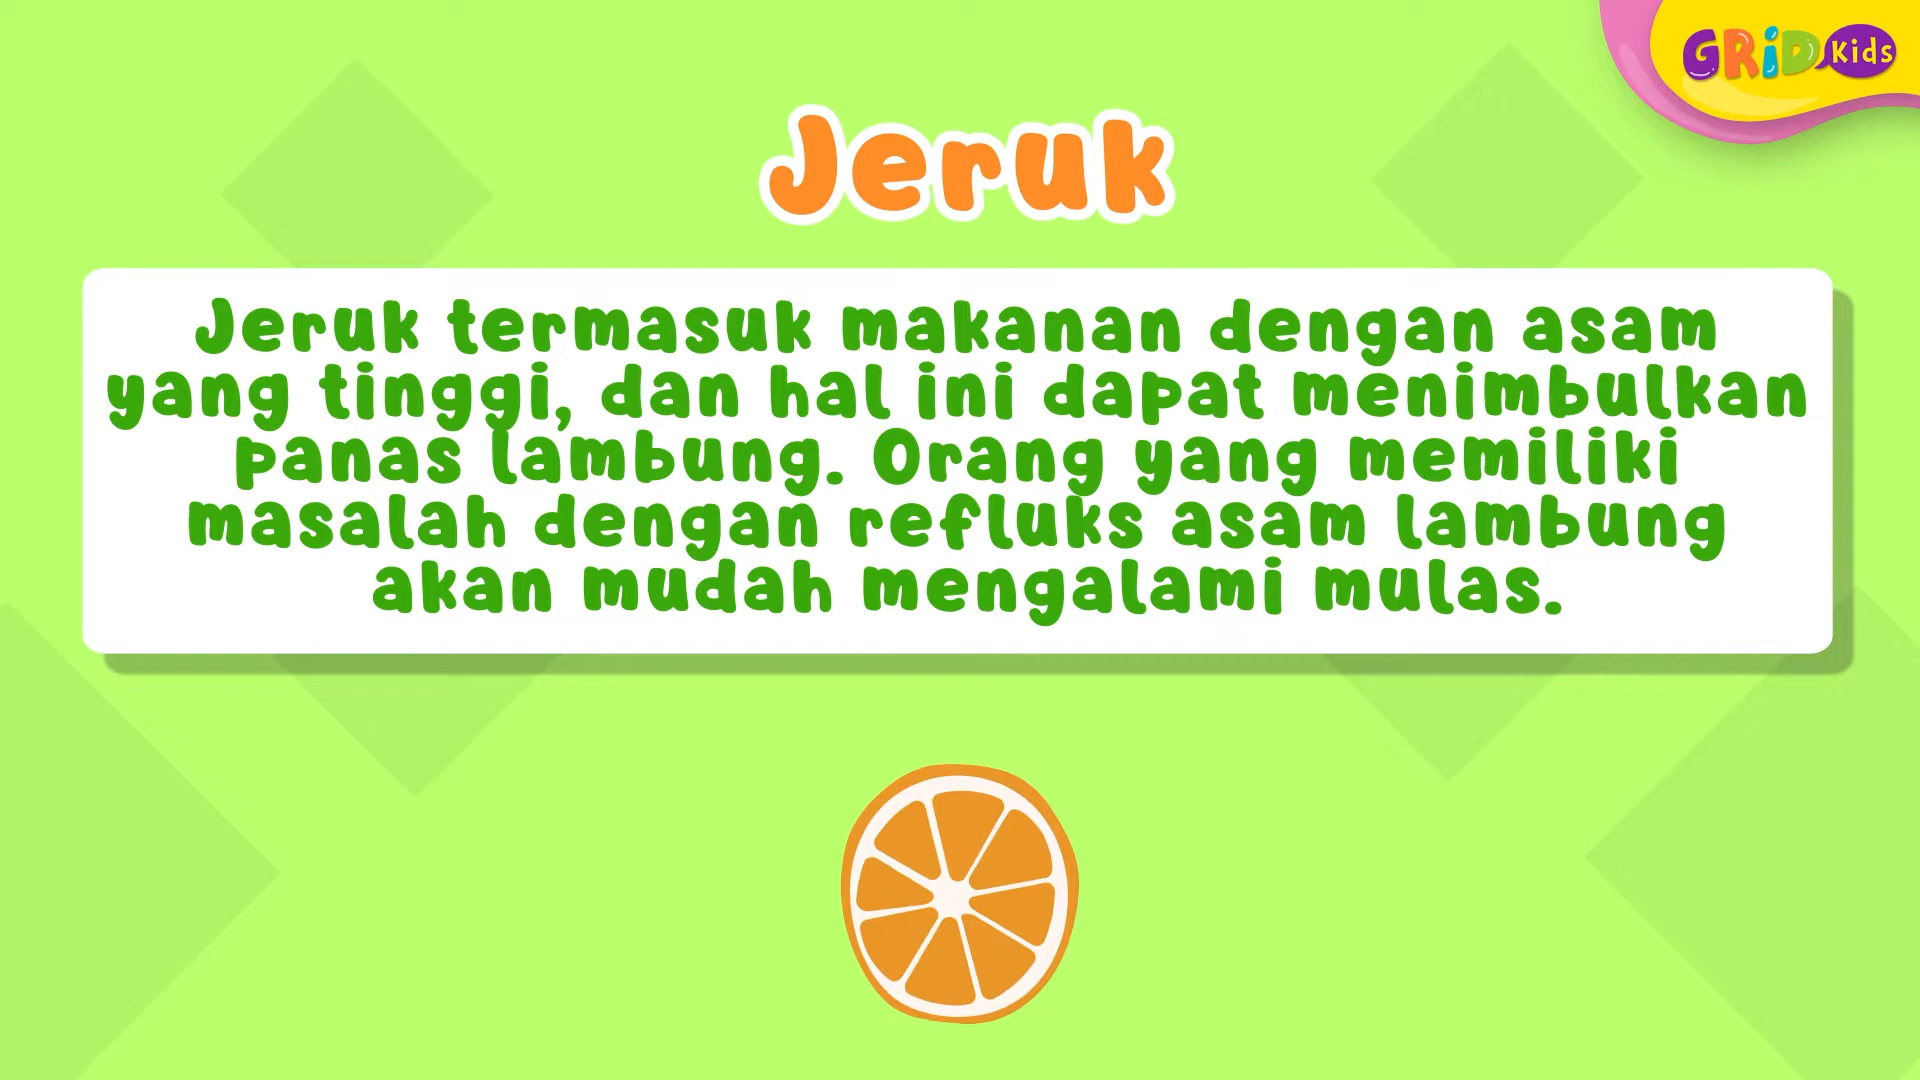 GRiD Kids
Jeruk
Jeruk termasuk makanan dengan asam
yang tinggi, dan hal ini dapat menimbulkan
panas lambung. Orang yang memiliki
masalah dengan refluks asam lambung
akan mudah mengalami mulas.